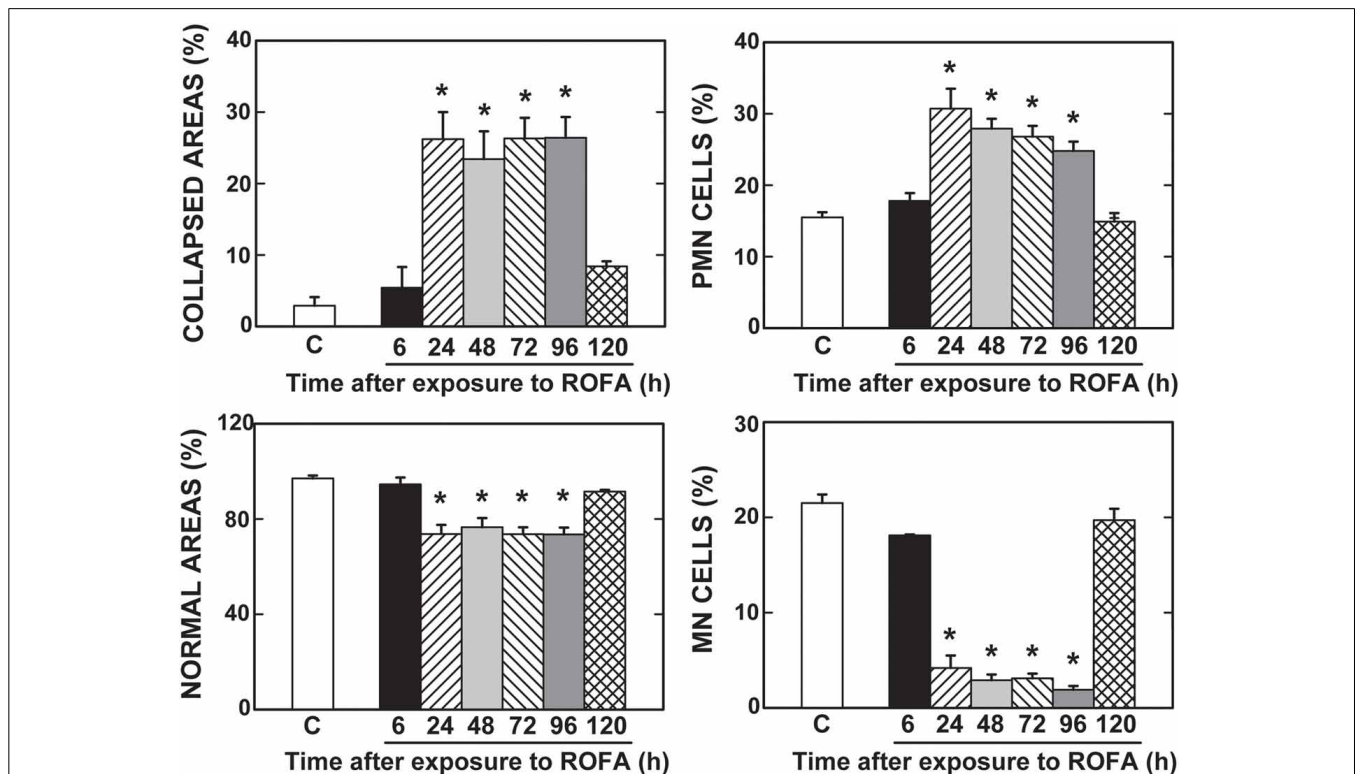 COLLAPSED AREAS (%)
40
30
20
10
0
* * * *
C 6 24 48 72 96 120
Time after exposure to ROFA (h)
PMN CELLS (%)
40
30
20
10
0
* * * *
C 6 24 48 72 96 120
Time after exposure to ROFA (h)
NORMAL AREAS (%)
120
80
40
0
* * * *
C 6 24 48 72 96 120
Time after exposure to ROFA (h)
MN CELLS (%)
30
20
10
0
* * * *
C 6 24 48 72 96 120
Time after exposure to ROFA (h)